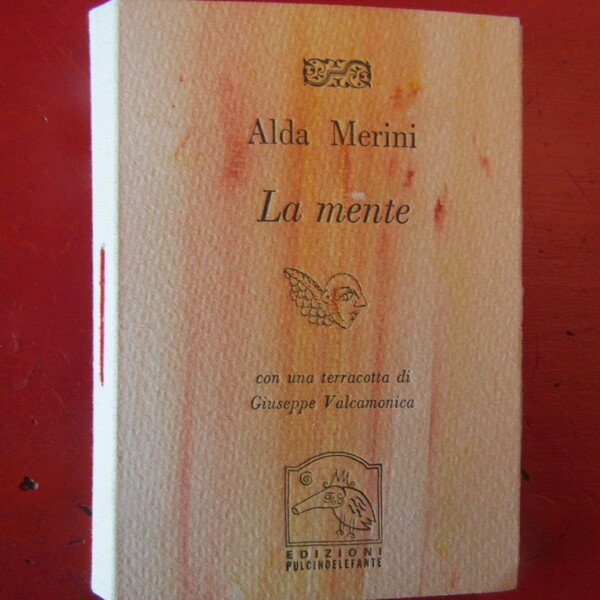 Alda Merini
La mente
con una terracotta di
Giuseppe Valcamonica
EDIZIONI
PULCINOELEFANTE